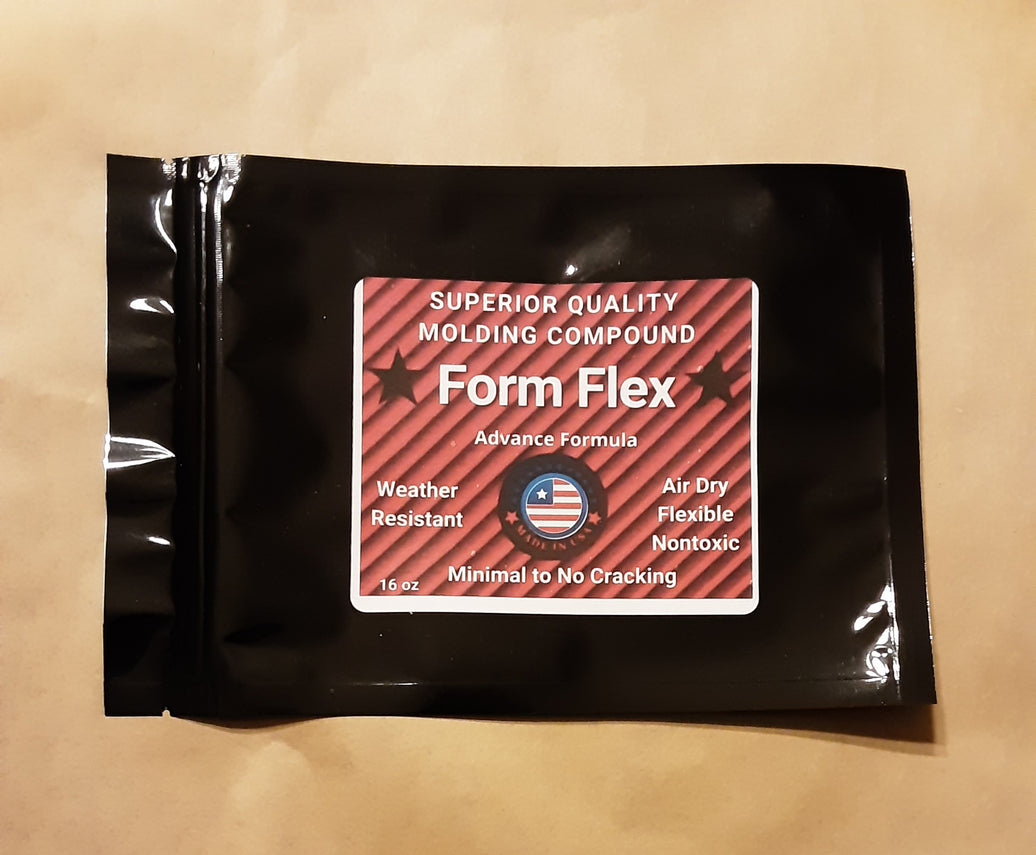 SUPERIOR QUALITY
MOLDING COMPOUND
Form Flex
Advance Formula
Weather
Resistant
Air Dry
Flexible
Nontoxic
MADE IN USA
Minimal to No Cracking
16 oz